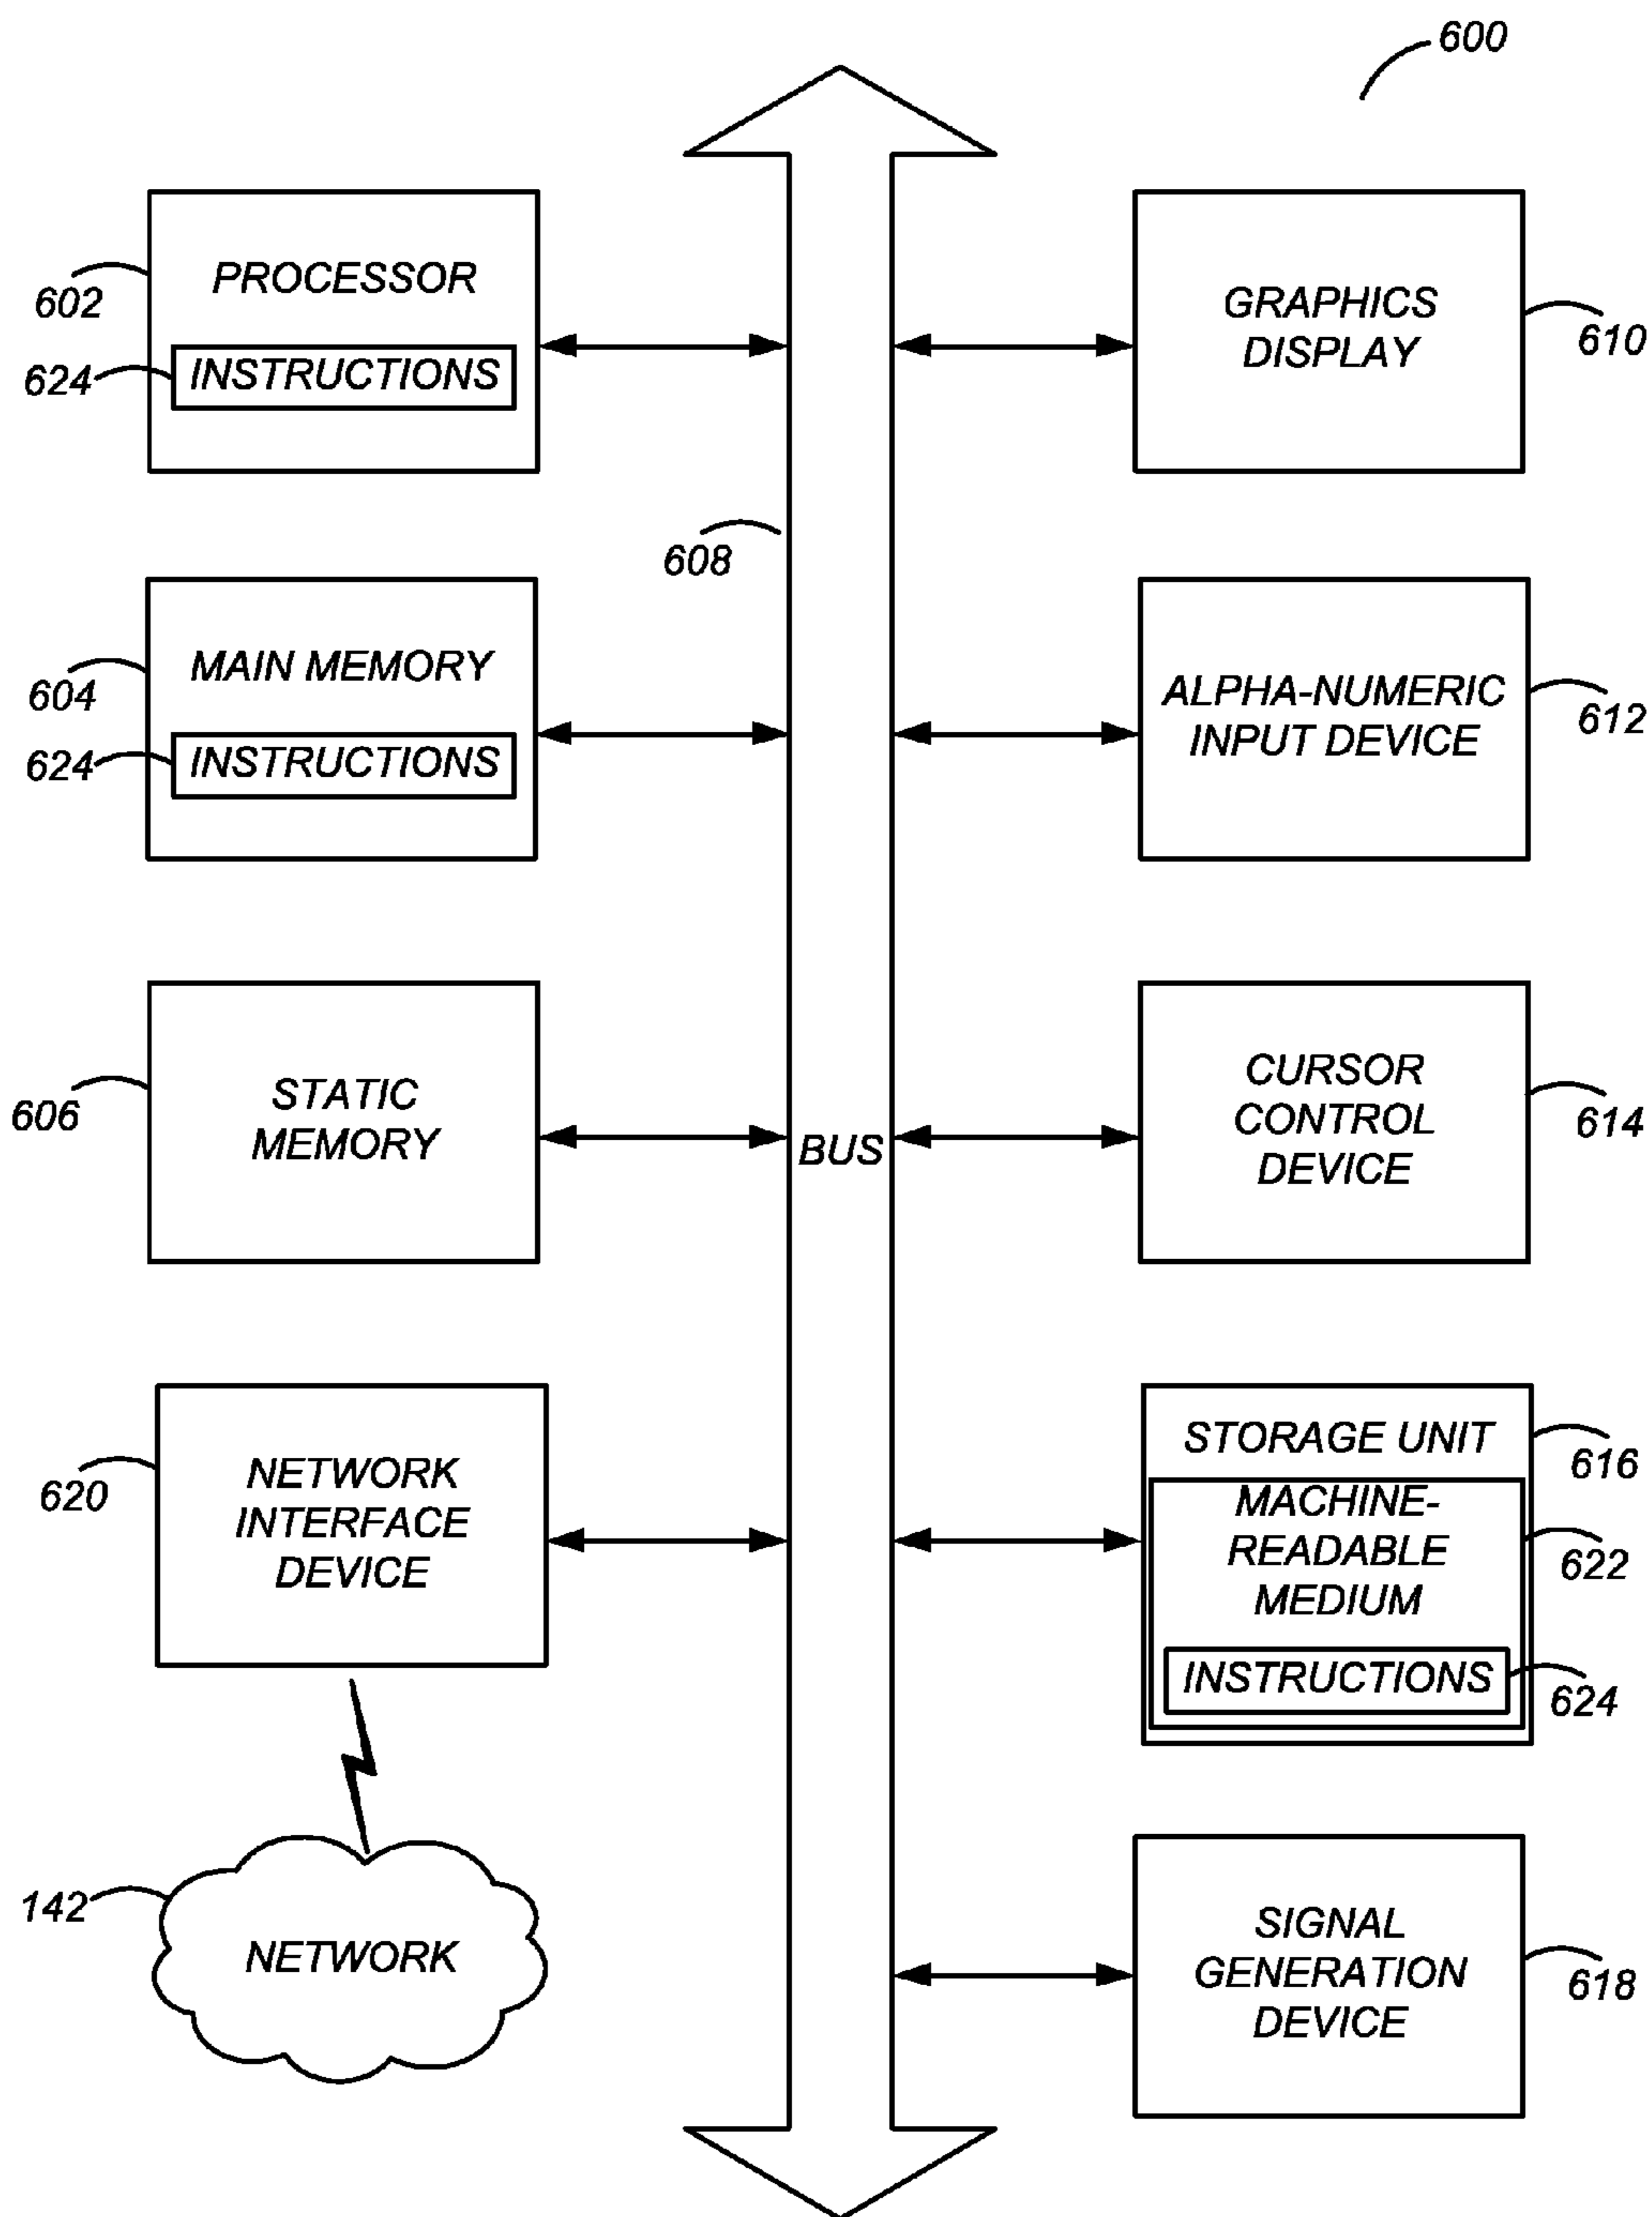 600
PROCESSOR
602
624
INSTRUCTIONS
GRAPHICS
DISPLAY
610
608
MAIN MEMORY
604
624
INSTRUCTIONS
ALPHA-NUMERIC
INPUT DEVICE
612
STATIC
MEMORY
606
BUS
CURSOR
CONTROL
DEVICE
614
NETWORK
INTERFACE
DEVICE
620
STORAGE UNIT
616
MACHINE-
READABLE
MEDIUM
622
INSTRUCTIONS
624
142
NETWORK
SIGNAL
GENERATION
DEVICE
618